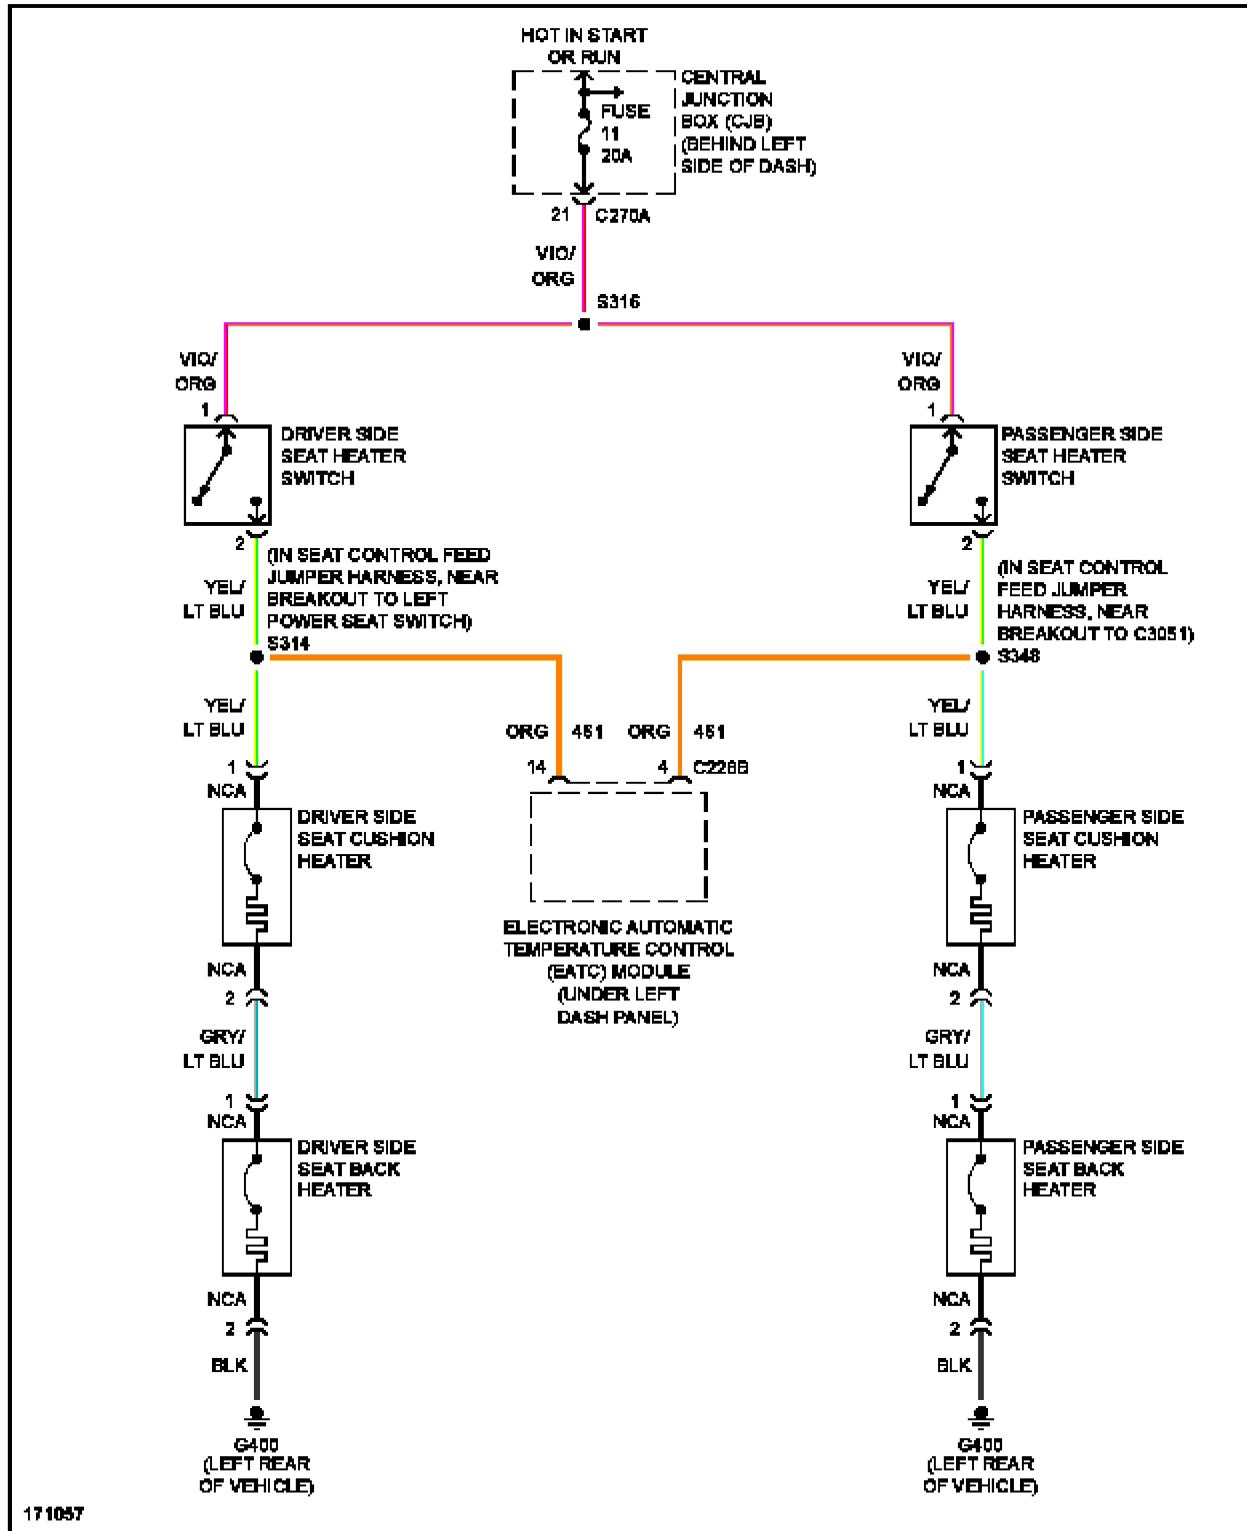 HOT IN START
OR RUN
CENTRAL
JUNCTION
BOX (CJB)
(BEHIND LEFT
SIDE OF DASH)
FUSE
11
20A
21 C270A
VIO/
ORG
S316
VIO/
ORG
1
VIO/
ORG
1
DRIVER SIDE
SEAT HEATER
SWITCH
PASSENGER SIDE
SEAT HEATER
SWITCH
2
(IN SEAT CONTROL FEED
JUMPER HARNESS, NEAR
BREAKOUT TO LEFT
POWER SEAT SWITCH)
S314
YEL/
LT BLU
2
(IN SEAT CONTROL
FEED JUMPER
HARNESS, NEAR
BREAKOUT TO C3051)
S348
YEL/
LT BLU
YEL/
LT BLU
ORG 461 ORG 461
YEL/
LT BLU
14 4 C228B
1
NCA
1
NCA
DRIVER SIDE
SEAT CUSHION
HEATER
PASSENGER SIDE
SEAT CUSHION
HEATER
ELECTRONIC AUTOMATIC
TEMPERATURE CONTROL
(EATC) MODULE
(UNDER LEFT
DASH PANEL)
NCA
2
NCA
2
GRY/
LT BLU
GRY/
LT BLU
1
NCA
1
NCA
DRIVER SIDE
SEAT BACK
HEATER
PASSENGER SIDE
SEAT BACK
HEATER
NCA
2
NCA
2
BLK
BLK
G400
(LEFT REAR
OF VEHICLE)
G400
(LEFT REAR
OF VEHICLE)
171057